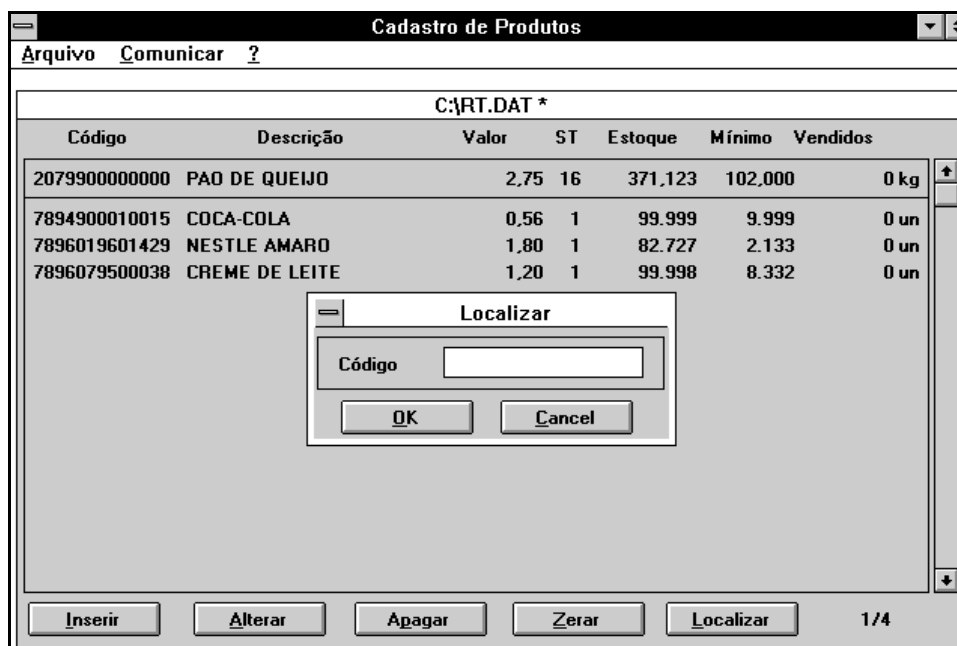 Cadastro de Produtos
Arquivo Comunicar ?
C:\RT.DAT *
Código Descrição Valor ST Estoque Mínimo Vendidos
2079900000000 PAO DE QUEIJO 2,75 16 371,123 102,000 0 kg
7894900010015 COCA-COLA 0,56 1 99.999 9.999 0 un
7896019601429 NESTLE AMARO 1,80 1 82.727 2.133 0 un
7896079500038 CREME DE LEITE 1,20 1 99.998 8.332 0 un
Localizar
Código
OK Cancel
Inserir Alterar Apagar Zerar Localizar 1/4